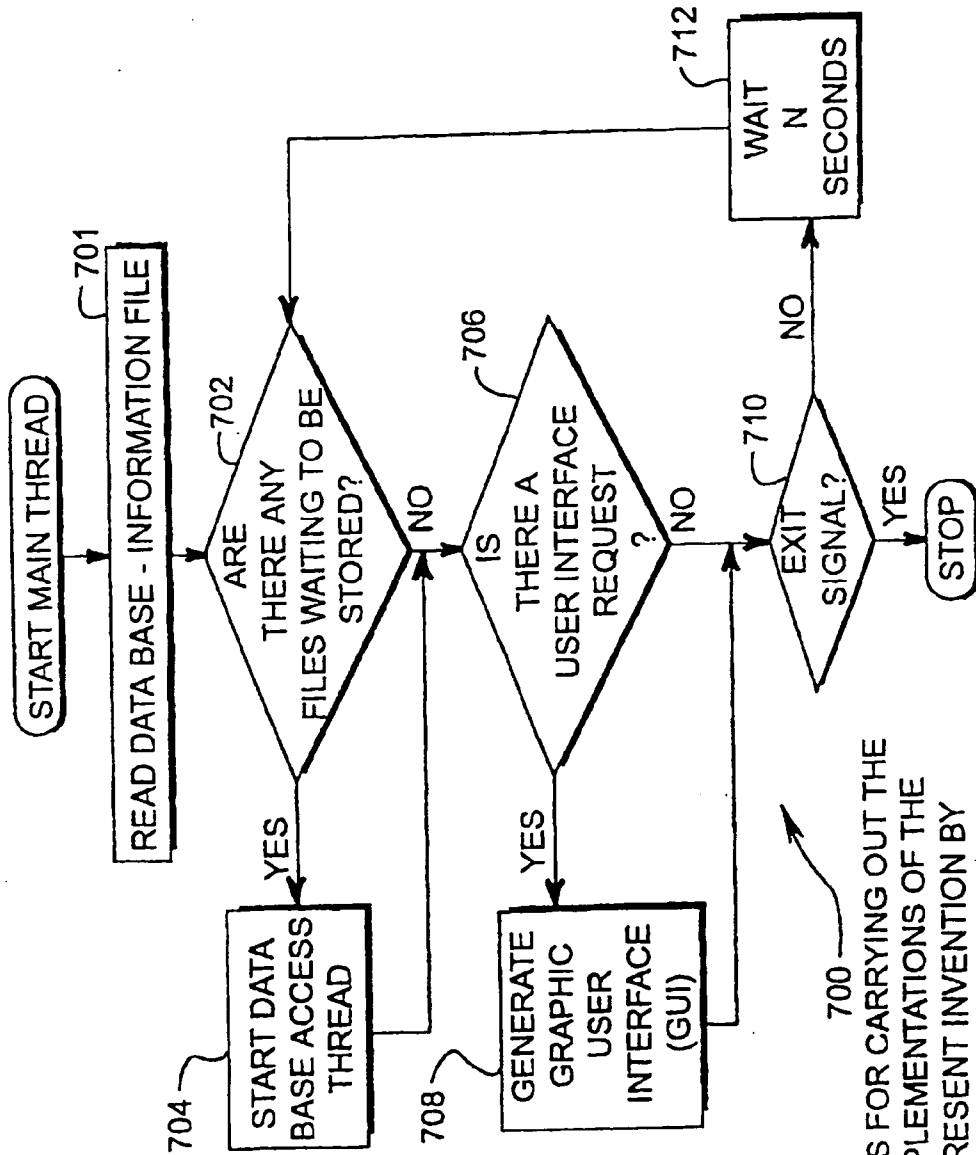 START MAIN THREAD
701
READ DATA BASE - INFORMATION FILE
702
ARE
THERE ANY
FILES WAITING TO BE
STORED?
YES
NO
704
START DATA
BASE ACCESS
THREAD
706
IS
THERE A
USER INTERFACE
REQUEST
?
YES
NO
708
GENERATE
GRAPHIC
USER
INTERFACE
(GUI)
710
EXIT
SIGNAL?
NO
YES
712
WAIT
N
SECONDS
STOP
700
FOR CARRYING OUT THE
OF THE
INVENTION BY